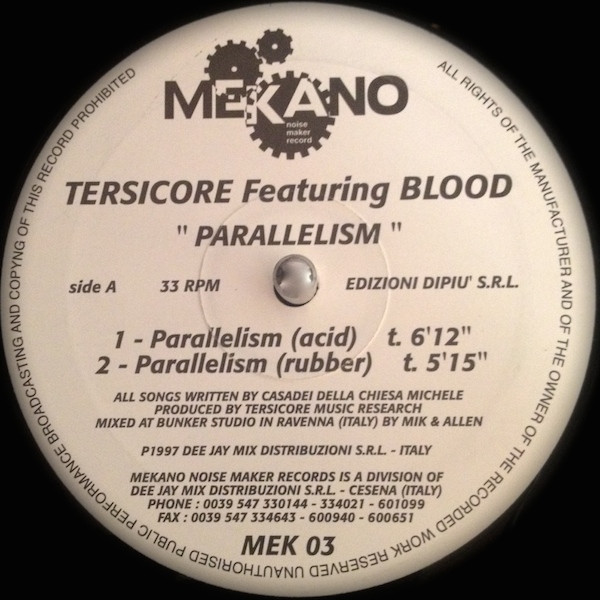 MEKANO
noise
maker
record
TERSICORE Featuring BLOOD
" PARALLELISM "
side A 33 RPM EDIZIONI DIPIU' S.R.L.
1 - Parallelism (acid) t. 6'12"
2 - Parallelism (rubber) t. 5'15"
ALL SONGS WRITTEN BY CASADEI DELLA CHIESA MICHELE
PRODUCED BY TERSICORE MUSIC RESEARCH
MIXED AT BUNKER STUDIO IN RAVENNA (ITALY) BY MIK & ALLEN
P1997 DEE JAY MIX DISTRIBUZIONI S.R.L. - ITALY
MEKANO NOISE MAKER RECORDS IS A DIVISION OF
DEE JAY MIX DISTRIBUZIONI S.R.L. - CESENA (ITALY)
PHONE : 0039 547 330144 - 334021 - 601099
FAX : 0039 547 334643 - 600940 - 600651
MEK 03
ALL RIGHTS OF THE MANUFACTURER AND OF THE OWNER OF THE RECORDED WORK RESERVED UNAUTHORISED PUBLIC PERFORMANCE BROADCASTING AND COPYNG OF THIS RECORD PROHIBITED